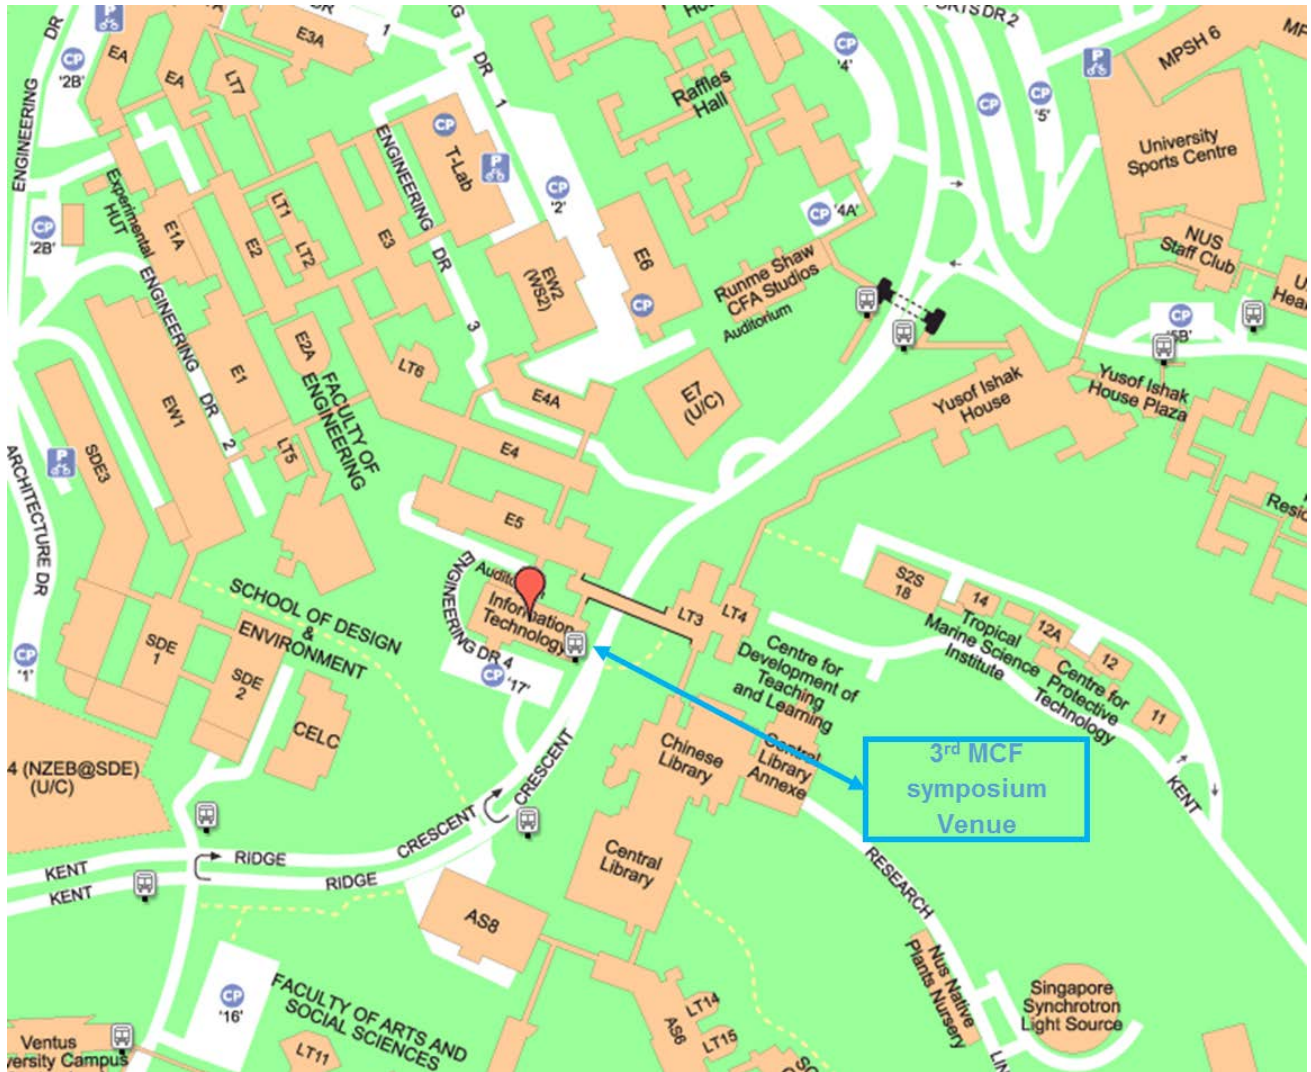 EA
CP
'2B'
EA
E3A
DR
1
LT7
DR
1
ENGINEERING
DR
CP
'2B'
Experimental
HUT
E1A
E2
LT1
LT2
E3
ENGINEERING
DR
3
CP
T-Lab
P
CP
'2'
EW2
(WS2)
E6
CP
Raffles
Hall
CP
'4'
CP
'4A'
Runme Shaw
CFA Studios
Auditorium
DR 2
CP
CP
'5'
P
MPSH 6
University
Sports Centre
NUS
Staff Club
CP
'5B'
Yusof Ishak
House
Yusof Ishak
House Plaza
ENGINEERING
DR
2
EW1
E1
E2A
LT5
FACULTY OF
ENGINEERING
LT6
E4A
E4
E5
E7
(U/C)
P
SDE3
ARCHITECTURE DR
CP
'1'
SDE
1
SDE
2
SCHOOL OF DESIGN
&
ENVIRONMENT
CELC
4 (NZEB@SDE)
(U/C)
ENGINEERING DR 4
Information
Technology
CP
'17'
LT3
LT4
Centre for
Development of
Teaching
and Learning
S2S
18
14
12A
12
11
Tropical
Marine Science
Institute
Centre for
Protective
Technology
KENT
Chinese
Library
Central
Library
Annexe
3rd MCF
symposium
Venue
Central
Library
KENT
RIDGE
CRESCENT
CRESCENT
KENT
RIDGE
AS8
CP
'16'
FACULTY OF ARTS AND
SOCIAL SCIENCES
LT11
LT14
LT15
AS6
RESEARCH
Nus Native
Plants Nursery
Singapore
Synchrotron
Light Source
Ventus